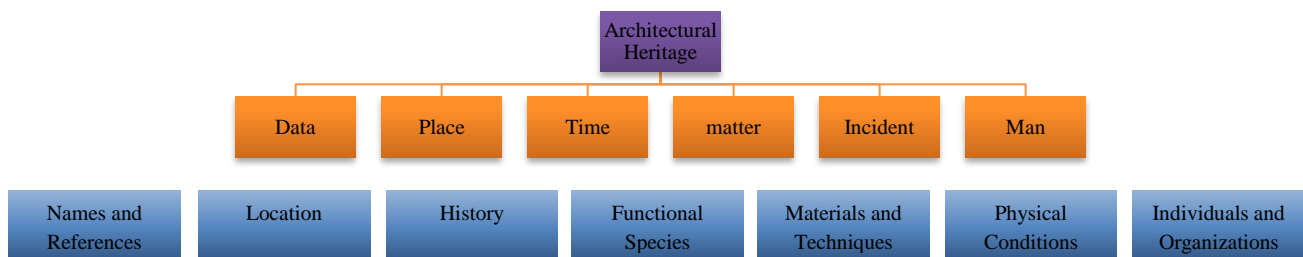 Architectural
Heritage
Data
Place
Time
matter
Incident
Man
Names and
References
Location
History
Functional
Species
Materials and
Techniques
Physical
Conditions
Individuals and
Organizations